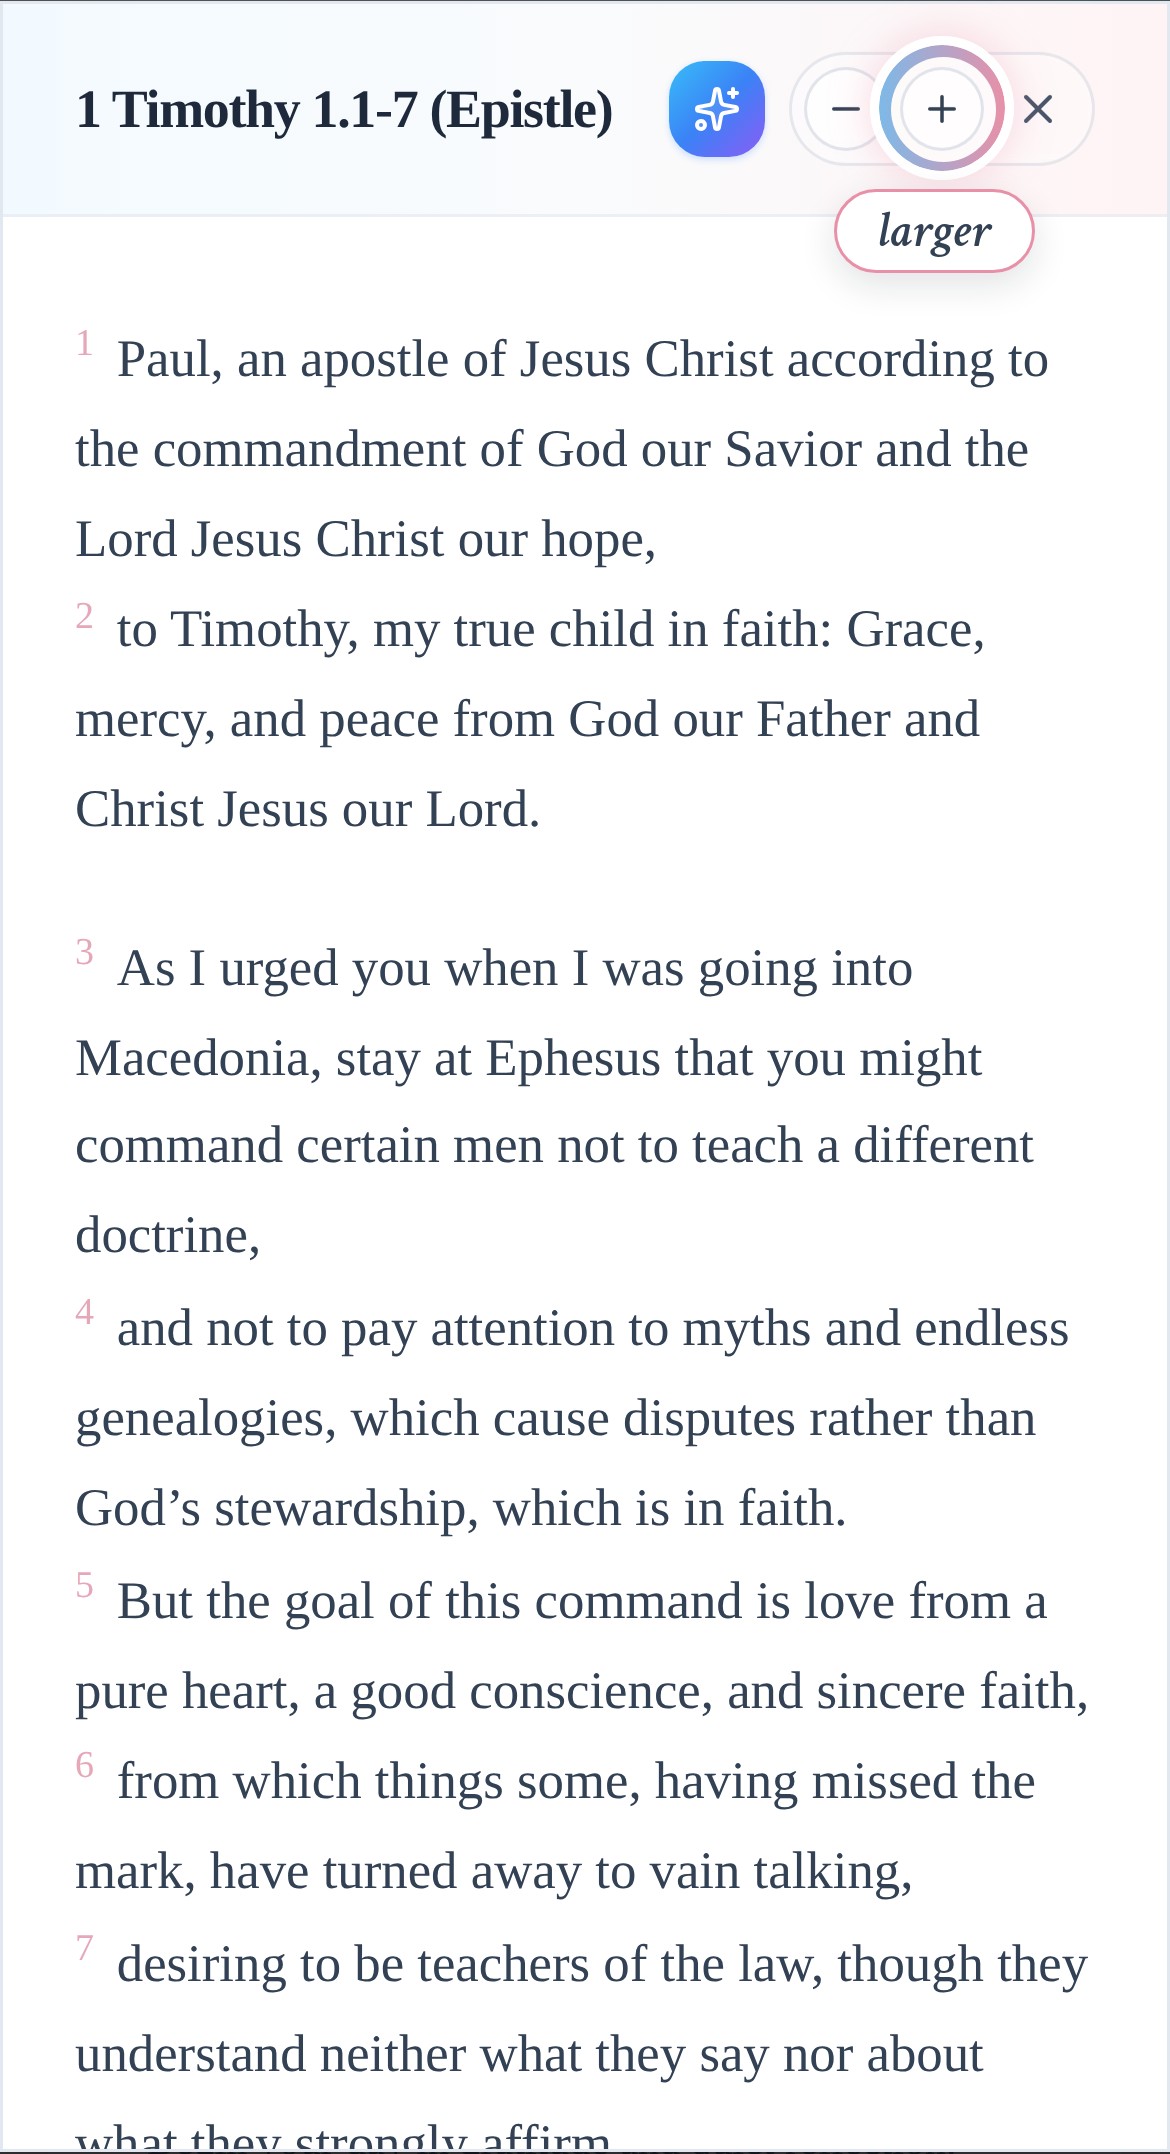 1 Timothy 1.1-7 (Epistle)
larger
1 Paul, an apostle of Jesus Christ according to
the commandment of God our Savior and the
Lord Jesus Christ our hope,
2 to Timothy, my true child in faith: Grace,
mercy, and peace from God our Father and
Christ Jesus our Lord.
3 As I urged you when I was going into
Macedonia, stay at Ephesus that you might
command certain men not to teach a different
doctrine,
4 and not to pay attention to myths and endless
genealogies, which cause disputes rather than
God’s stewardship, which is in faith.
5 But the goal of this command is love from a
pure heart, a good conscience, and sincere faith,
6 from which things some, having missed the
mark, have turned away to vain talking,
7 desiring to be teachers of the law, though they
understand neither what they say nor about
what they strongly affirm.